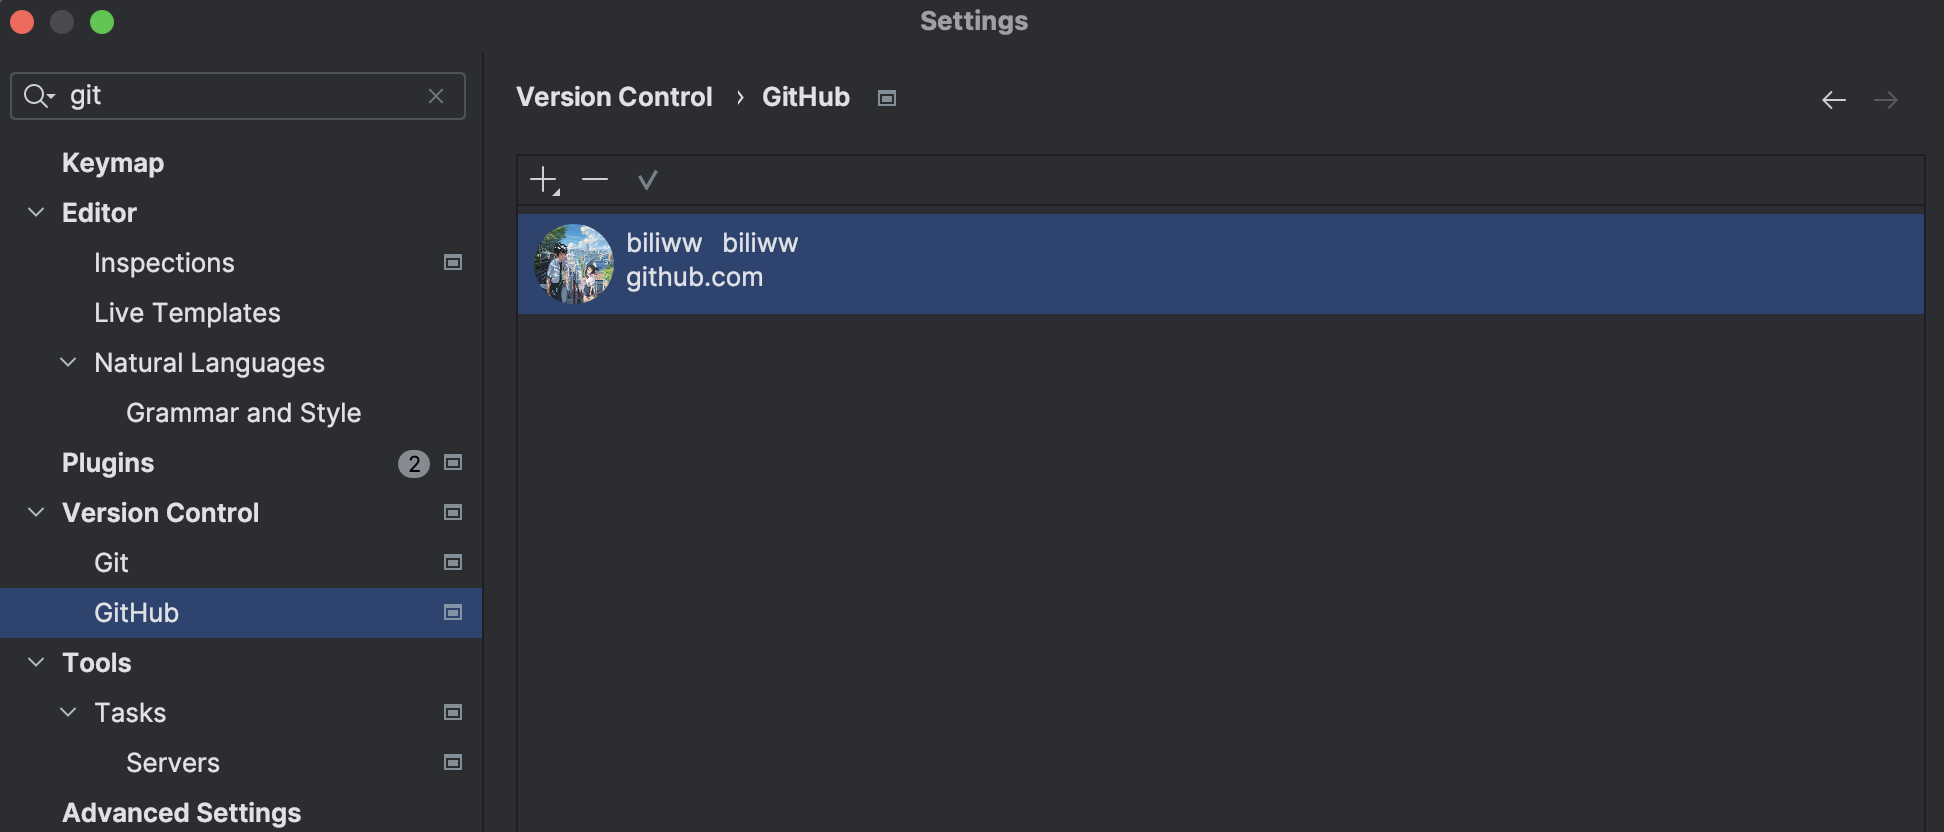 Settings
git
Keymap
Editor
Inspections
Live Templates
Natural Languages
Grammar and Style
Plugins 2
Version Control
Git
GitHub
Tools
Tasks
Servers
Advanced Settings
Version Control › GitHub
biliww biliww
github.com